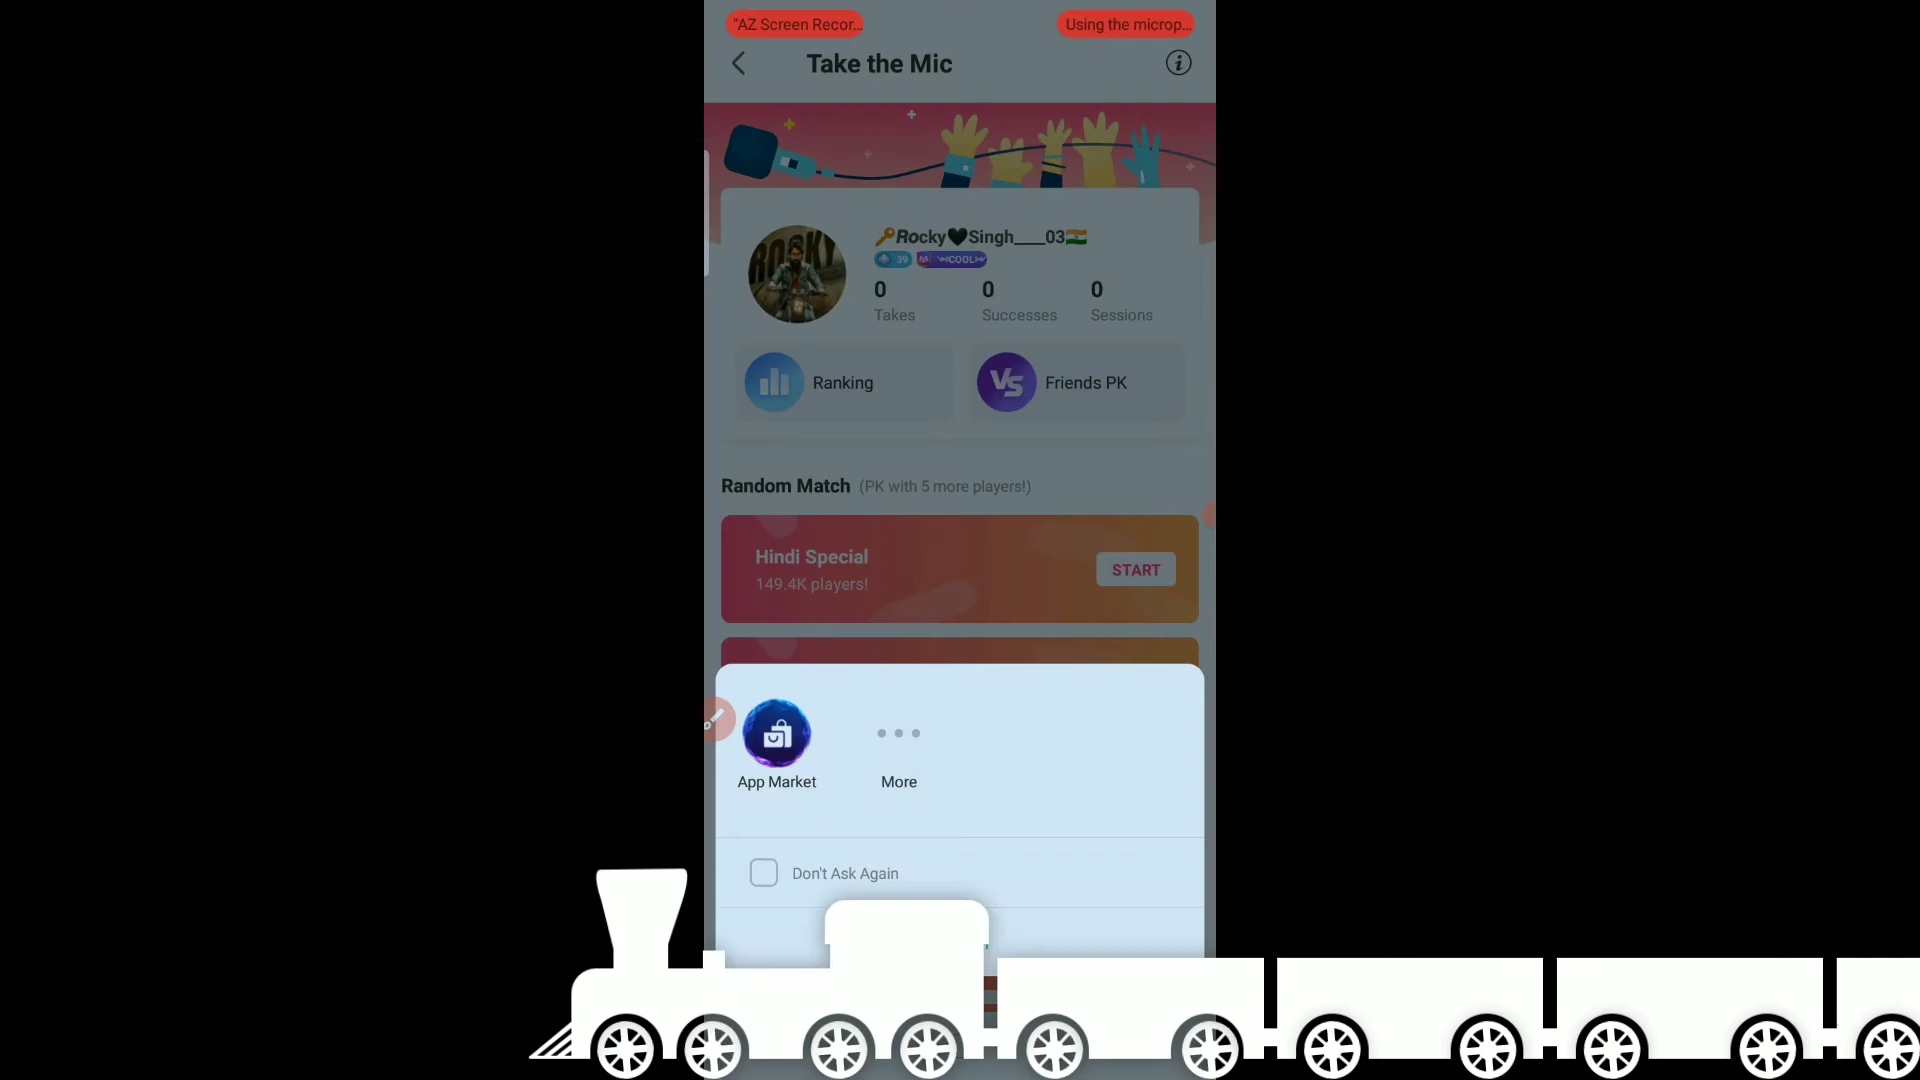 "AZ Screen Recor...
Using the microp...
Take the Mic
ROCKY
🔑Rocky🖤Singh___03🇮🇳
39
COOL
0
0
0
Takes
Successes
Sessions
Ranking
VS
Friends PK
Random Match (PK with 5 more players!)
Hindi Special
149.4K players!
START
App Market
More
Don't Ask Again